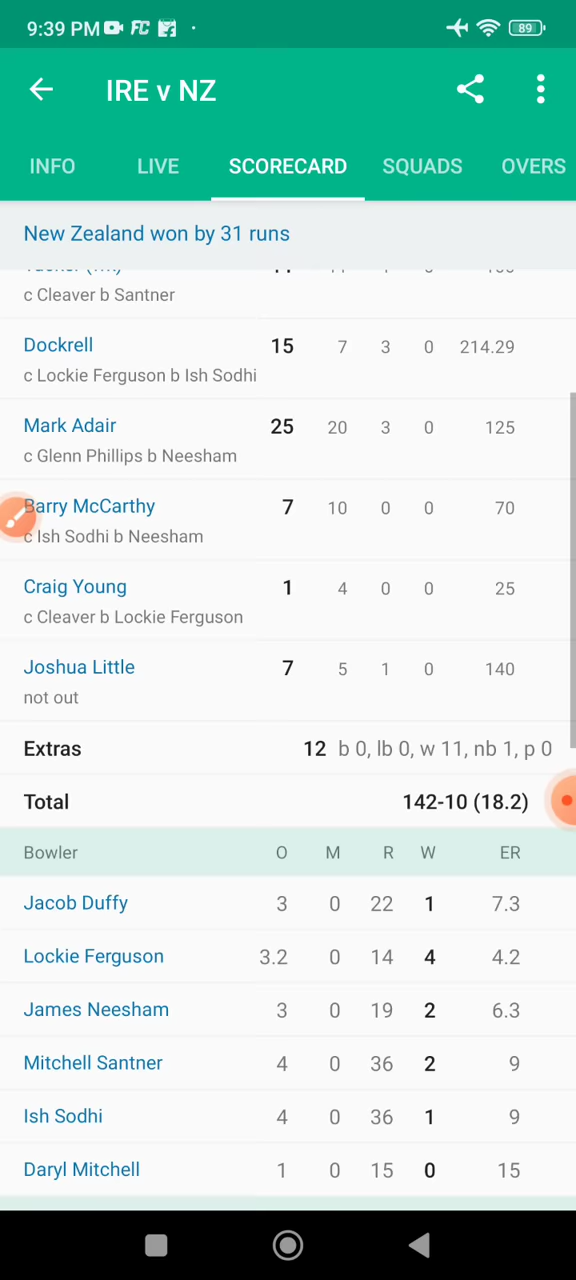 9:39 PM FC 89
IRE v NZ
INFO LIVE SCORECARD SQUADS OVERS
New Zealand won by 31 runs
c Cleaver b Santner
Dockrell 15 7 3 0 214.29
c Lockie Ferguson b Ish Sodhi
Mark Adair 25 20 3 0 125
c Glenn Phillips b Neesham
Barry McCarthy 7 10 0 0 70
c Ish Sodhi b Neesham
Craig Young 1 4 0 0 25
c Cleaver b Lockie Ferguson
Joshua Little 7 5 1 0 140
not out
Extras 12 b 0, lb 0, w 11, nb 1, p 0
Total 142-10 (18.2)
Bowler O M R W ER
Jacob Duffy 3 0 22 1 7.3
Lockie Ferguson 3.2 0 14 4 4.2
James Neesham 3 0 19 2 6.3
Mitchell Santner 4 0 36 2 9
Ish Sodhi 4 0 36 1 9
Daryl Mitchell 1 0 15 0 15